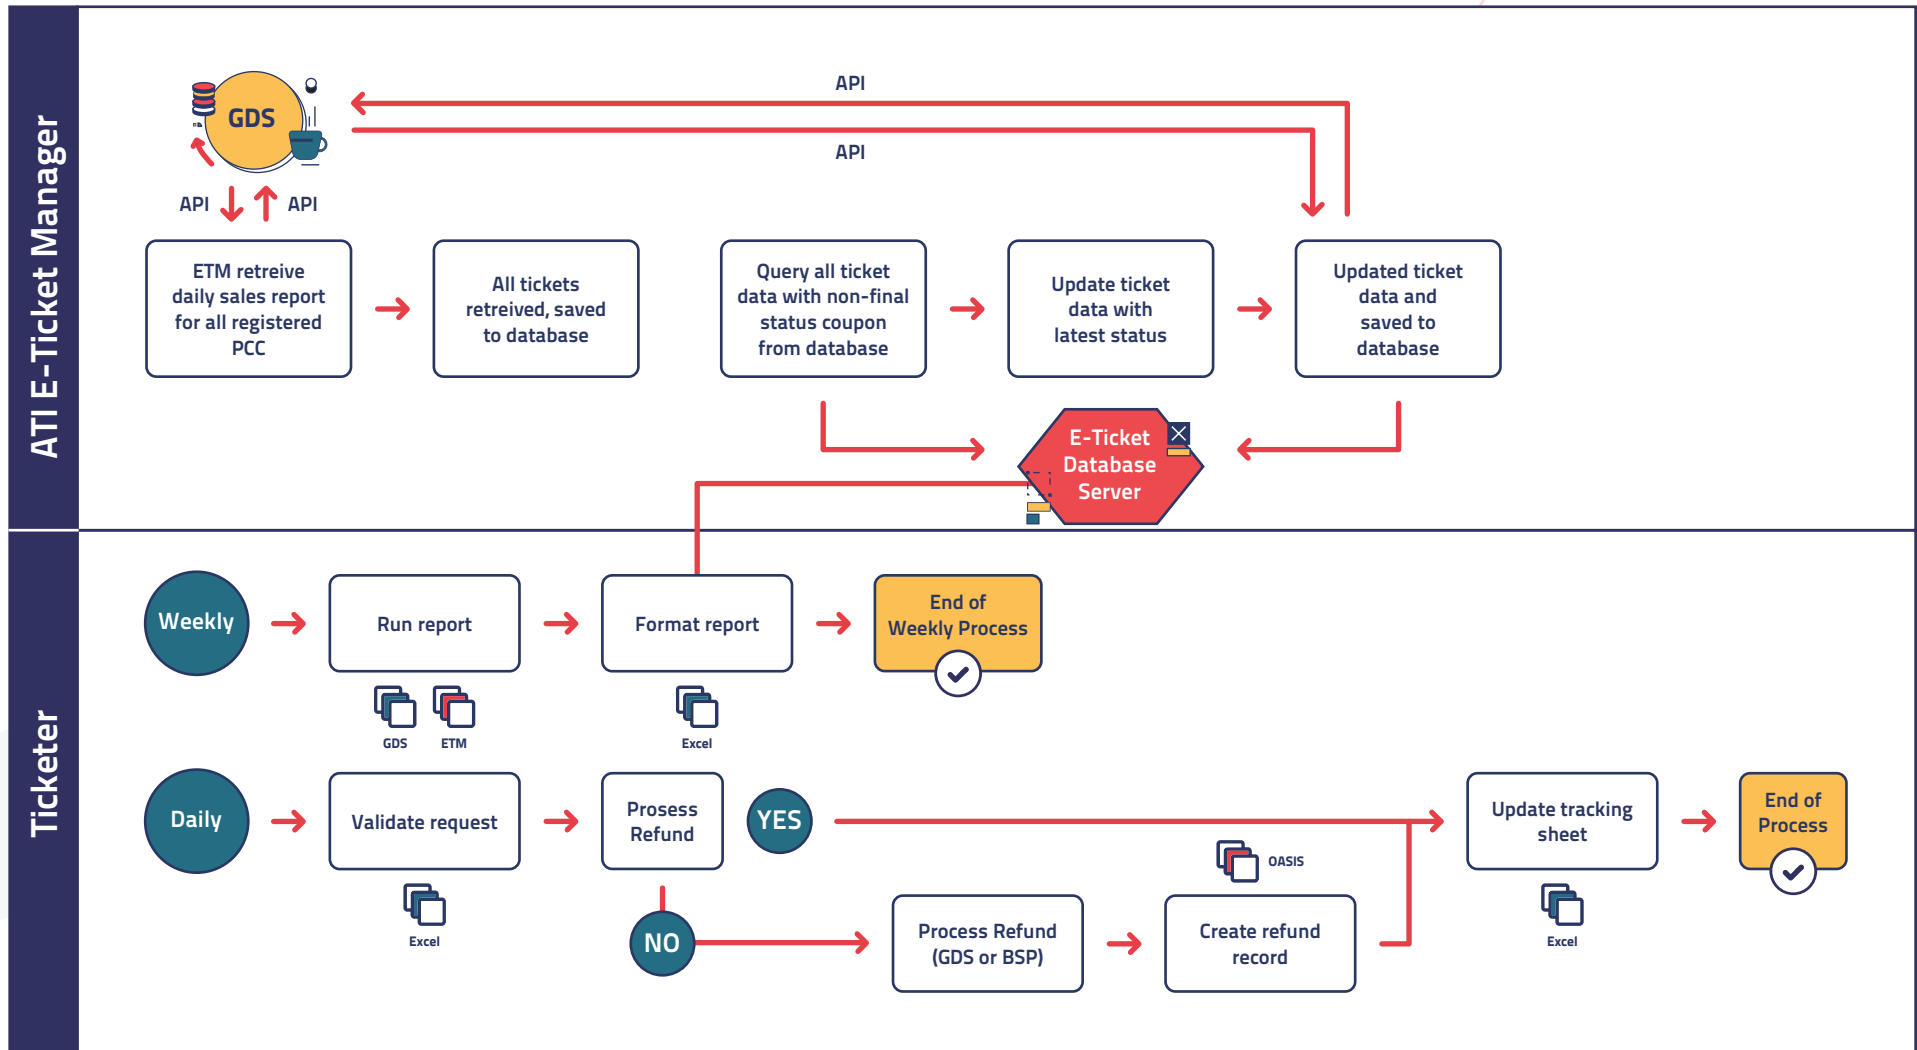 ATI E-Ticket Manager
GDS
API
API
API
API
ETM retreive
daily sales report
for all registered
PCC
All tickets
retreived, saved
to database
Query all ticket
data with non-final
status coupon
from database
Update ticket
data with
latest status
Updated ticket
data and
saved to
database
E-Ticket
Database
Server
Ticketer
Weekly
Run report
GDS
ETM
Format report
Excel
End of
Weekly Process
Daily
Validate request
Excel
Prosess
Refund
YES
NO
Process Refund
(GDS or BSP)
OASIS
Create refund
record
Update tracking
sheet
Excel
End of
Process